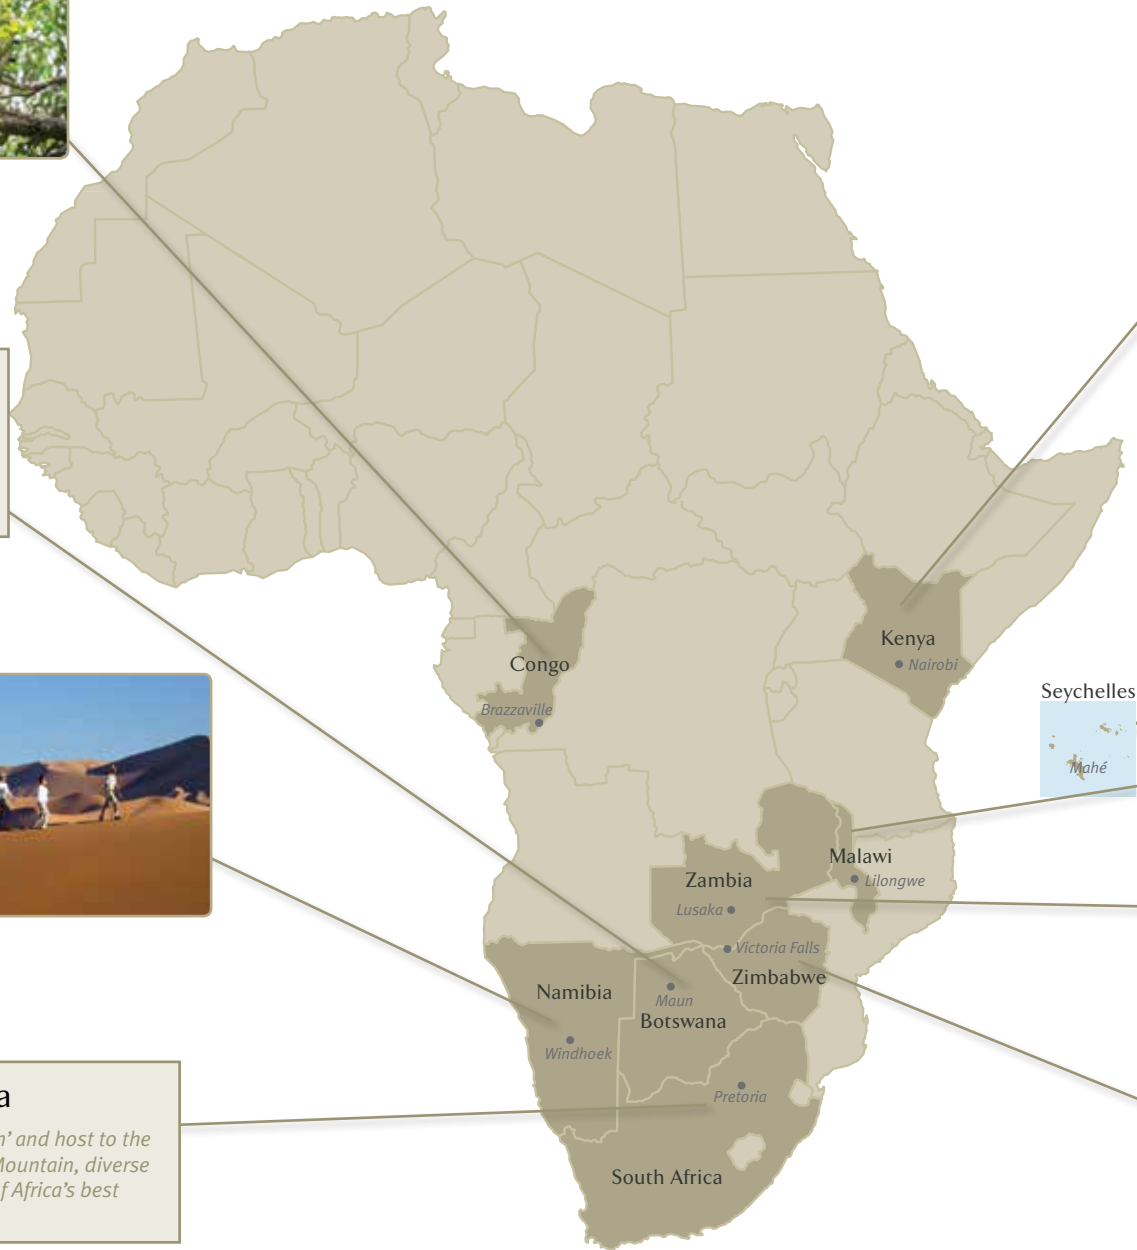 Kenya
Nairobi
Congo
Brazzaville
Seychelles
Mahé
Malawi
Lilongwe
Zambia
Lusaka
Victoria Falls
Zimbabwe
Namibia
Windhoek
Maun
Botswana
Pretoria
South Africa
a
n’ and host to the
Mountain, diverse
f Africa’s best